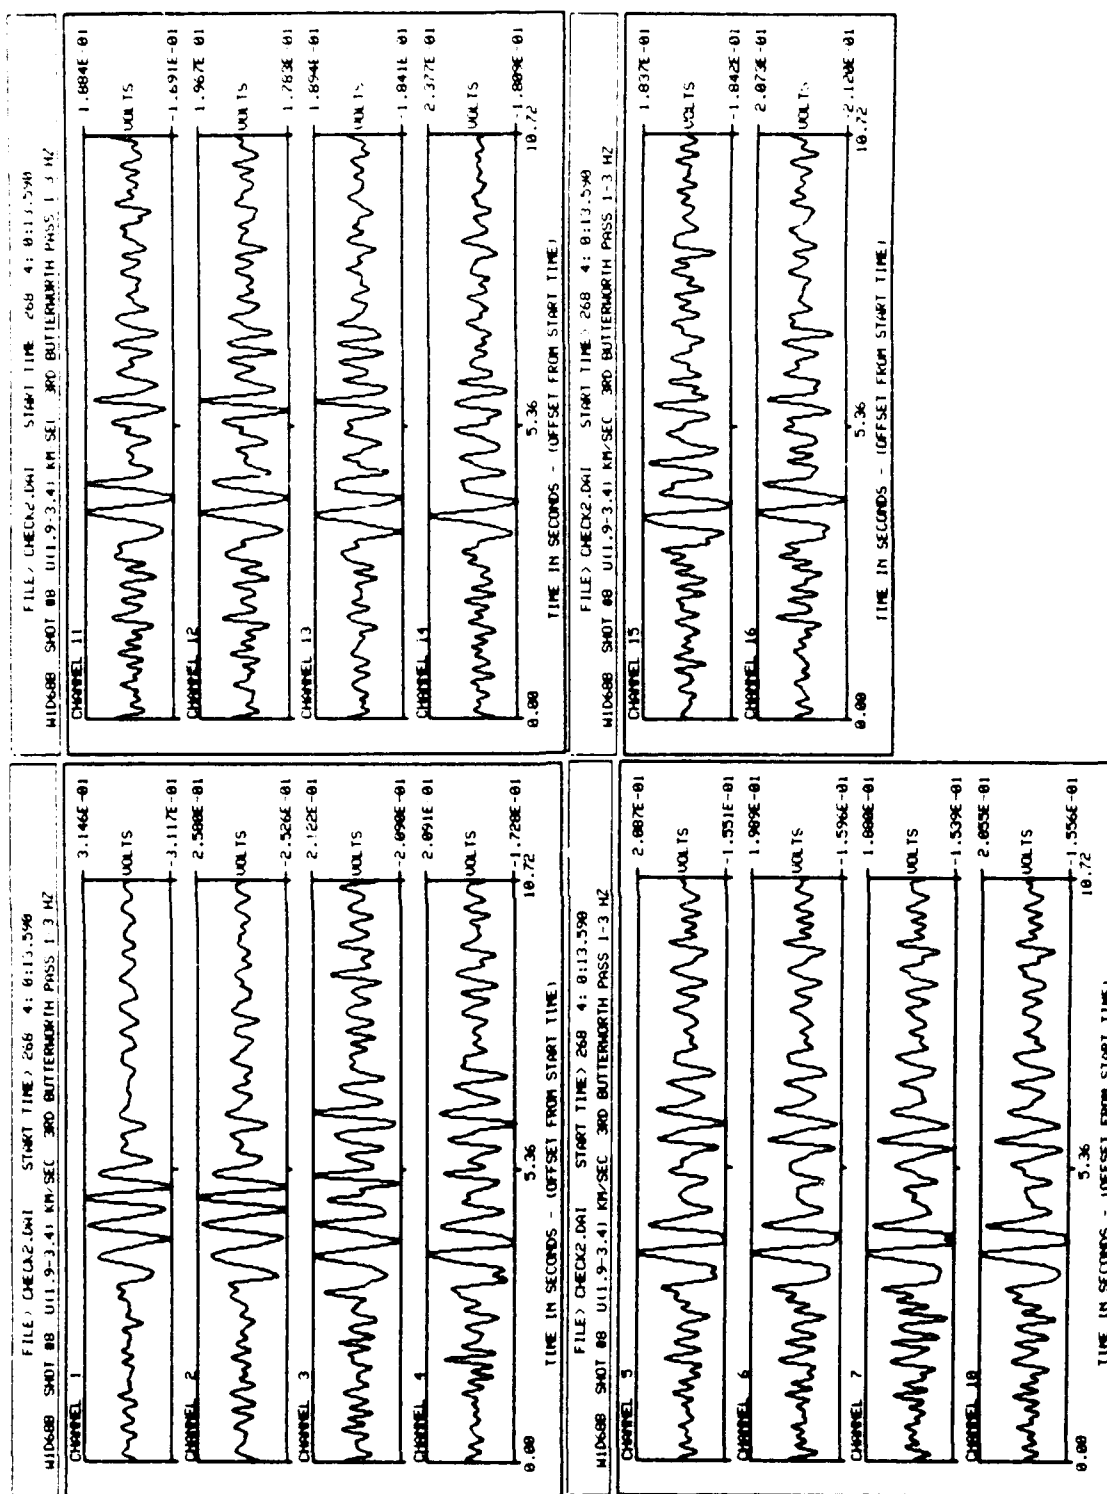 FILE> CHECK2.DAT START TIME> 268 4: 0:13.590
WID68B SHOT #8 U(1.9-3.4) KM/SEC 3RD BUTTERWORTH PASS 1-3 HZ
CHANNEL 1
3.146E-01
VOLTS
-3.117E-01
CHANNEL 2
2.580E-01
VOLTS
-2.526E-01
CHANNEL 3
2.122E-01
VOLTS
-2.090E-01
CHANNEL 4
2.091E-01
VOLTS
-1.728E-01
0.00 5.36 10.72
TIME IN SECONDS - (OFFSET FROM START TIME)
FILE> CHECK2.DAT START TIME> 268 4: 0:13.590
WID68B SHOT #8 U(1.9-3.4) KM/SEC 3RD BUTTERWORTH PASS 1-3 HZ
CHANNEL 5
2.087E-01
VOLTS
-1.551E-01
CHANNEL 6
1.909E-01
VOLTS
-1.596E-01
CHANNEL 7
1.880E-01
VOLTS
-1.539E-01
CHANNEL 10
2.055E-01
VOLTS
-1.556E-01
0.00 5.36 10.72
TIME IN SECONDS - (OFFSET FROM START TIME)
FILE> CHECK2.DAT START TIME 268 4: 0:13.590
WID68B SHOT #8 U(1.9-3.4) KM/SEC 3RD BUTTERWORTH PASS 1 3 HZ
CHANNEL 11
1.884E 01
VOLTS
-1.691E-01
CHANNEL 12
1.967E 01
VOLTS
1.783E 01
CHANNEL 13
1.894E 01
VOLTS
-1.841E 01
CHANNEL 14
2.377E-01
VOLTS
-1.809E-01
0.00 5.36 10.72
TIME IN SECONDS - (OFFSET FROM START TIME)
FILE> CHECK2.DAT START TIME> 268 4: 0:13.590
WID68B SHOT #8 U(1.9-3.4) KM/SEC 3RD BUTTERWORTH PASS 1-3 HZ
CHANNEL 15
1.837E-01
VOLTS
-1.842E-01
CHANNEL 16
2.073E-01
VOLTS
-2.120E-01
0.00 5.36 10.72
TIME IN SECONDS - (OFFSET FROM START TIME)